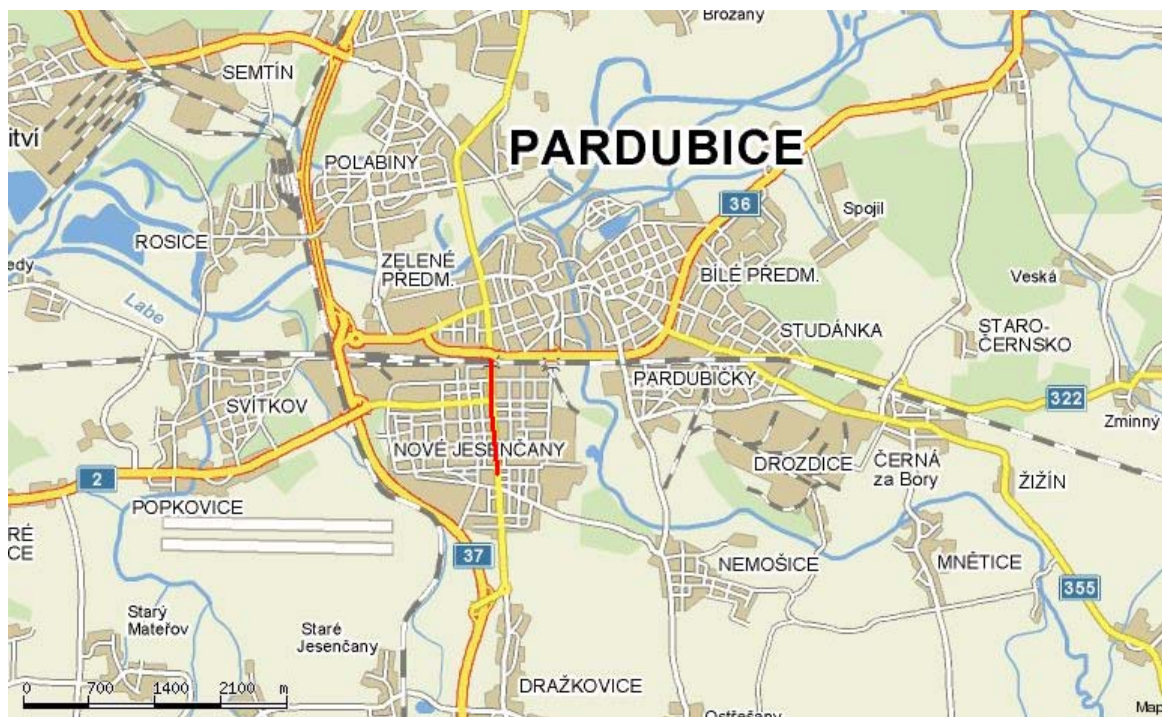 Brozany
SEMTÍN
itví
POLABINY
PARDUBICE
36
Spojil
ROSICE
edy
ZELENÉ
PŘEDM.
BÍLÉ PŘEDM.
Veská
Labe
STUDÁNKA
STARO-
ČERNSKO
PARDUBIČKY
SVÍTKOV
322
Zminný
NOVÉ JESENČANY
DROZDICE
ČERNÁ
za Bory
2
POPKOVICE
ŽIŽÍN
RÉ
CE
37
NEMOŠICE
MNĚTICE
355
Starý
Mateřov
Staré
Jesenčany
DRAŽKOVICE
0 700 1400 2100 m
Ostřešany
Map